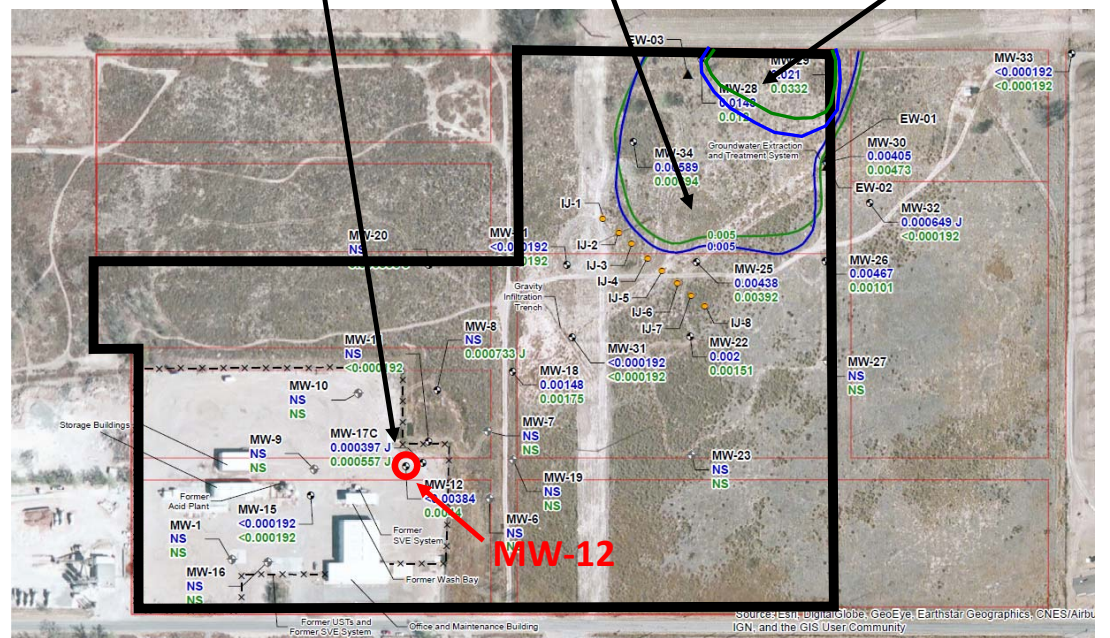 EW-03
MW-29
0.021
0.0332
MW-33
<0.000192
<0.000192
MW-28
0.012
EW-01
MW-30
0.00405
0.00473
Groundwater Extraction
and Treatment System
MW-34
EW-02
MW-32
0.000649 J
<0.000192
IJ-1
IJ-2
IJ-3
IJ-4
IJ-5
IJ-6
IJ-7
IJ-8
0.005
0.005
MW-20
NS
MW-26
0.00467
0.00101
MW-25
0.00438
0.00392
Gravity
Infiltration
Trench
MW-8
NS
0.000733 J
NS
<0.000192
MW-31
<0.000192
<0.000192
MW-22
0.002
0.00151
MW-18
0.00148
0.00175
MW-27
NS
NS
MW-10
NS
NS
Storage Buildings
MW-17C
0.000397 J
0.000557 J
MW-7
NS
NS
MW-9
NS
NS
MW-23
NS
NS
MW-19
NS
NS
MW-12
<0.00384
Former
Acid Plant
MW-15
<0.000192
<0.000192
MW-1
NS
NS
Former
SVE System
MW-6
NS
MW-12
MW-16
NS
NS
Former Wash Bay
Former USTs and
Former SVE System
Office and Maintenance Building
Source: Esri, DigitalGlobe, GeoEye, Earthstar Geographics, CNES/Airbu
IGN, and the GIS User Community